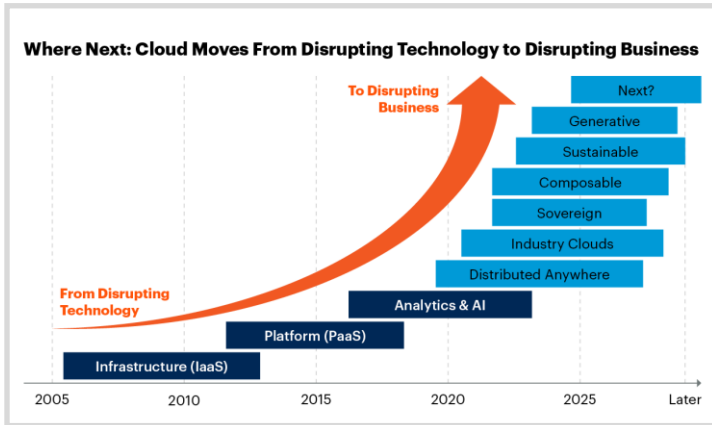 Where Next: Cloud Moves From Disrupting Technology to Disrupting Business
To Disrupting
Business
Next?
Generative
Sustainable
Composable
Sovereign
Industry Clouds
Distributed Anywhere
From Disrupting
Technology
Analytics & AI
Platform (PaaS)
Infrastructure (IaaS)
2005 2010 2015 2020 2025 Later